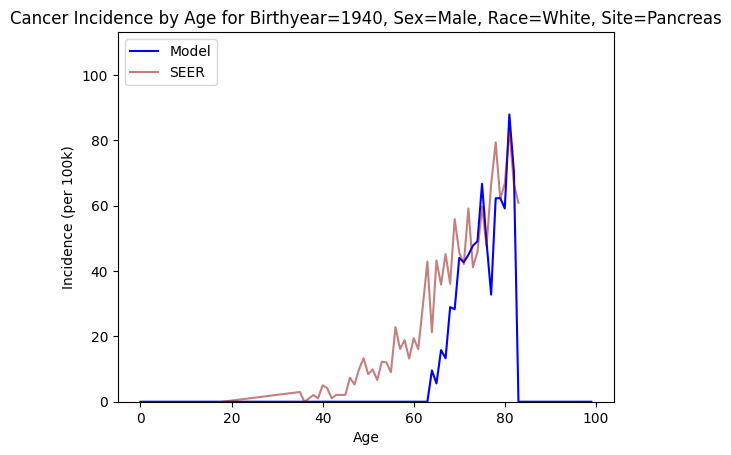 Cancer Incidence by Age for Birthyear=1940, Sex=Male, Race=White, Site=Pancreas
Model
SEER
100
80
60
40
20
0
Incidence (per 100k)
0 20 40 60 80 100
Age